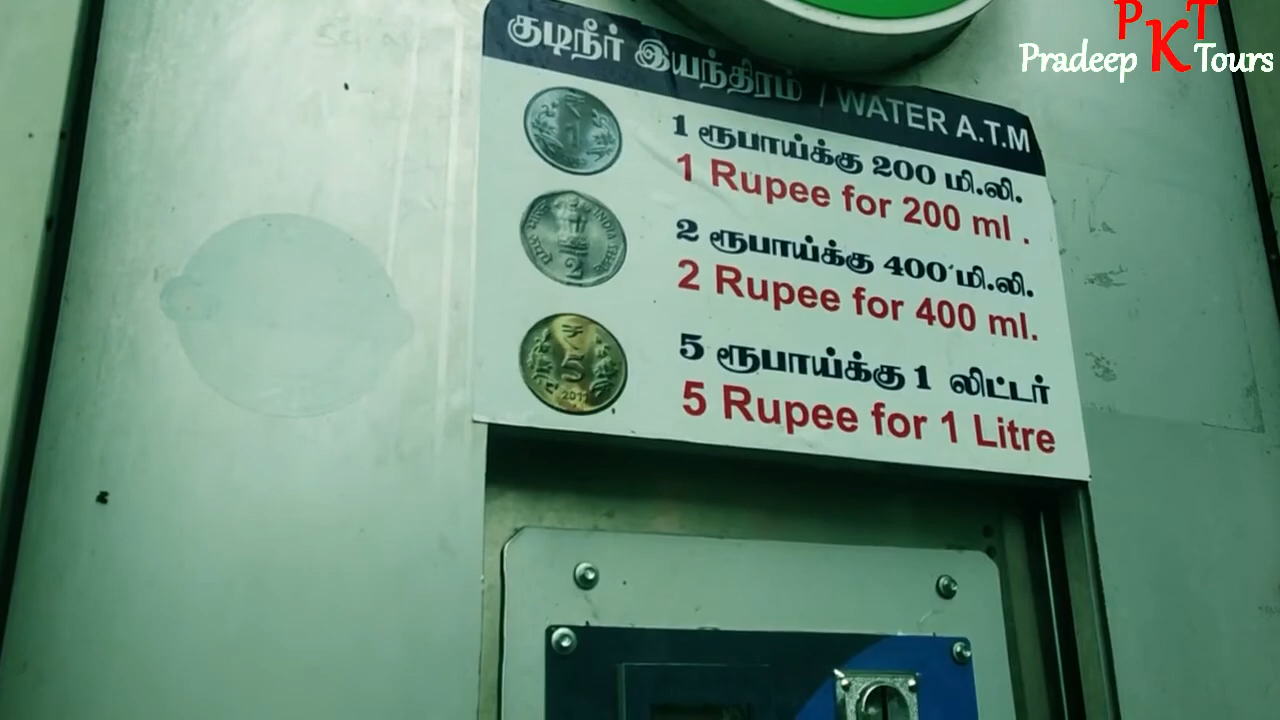 குடிநீர் இயந்திரம் / WATER A.T.M
1 ரூபாய்க்கு 200 மி.லி.
1 Rupee for 200 ml .
2 ரூபாய்க்கு 400 மி.லி.
2 Rupee for 400 ml.
5 ரூபாய்க்கு 1 லிட்டர்
5 Rupee for 1 Litre
PKT
Pradeep Tours